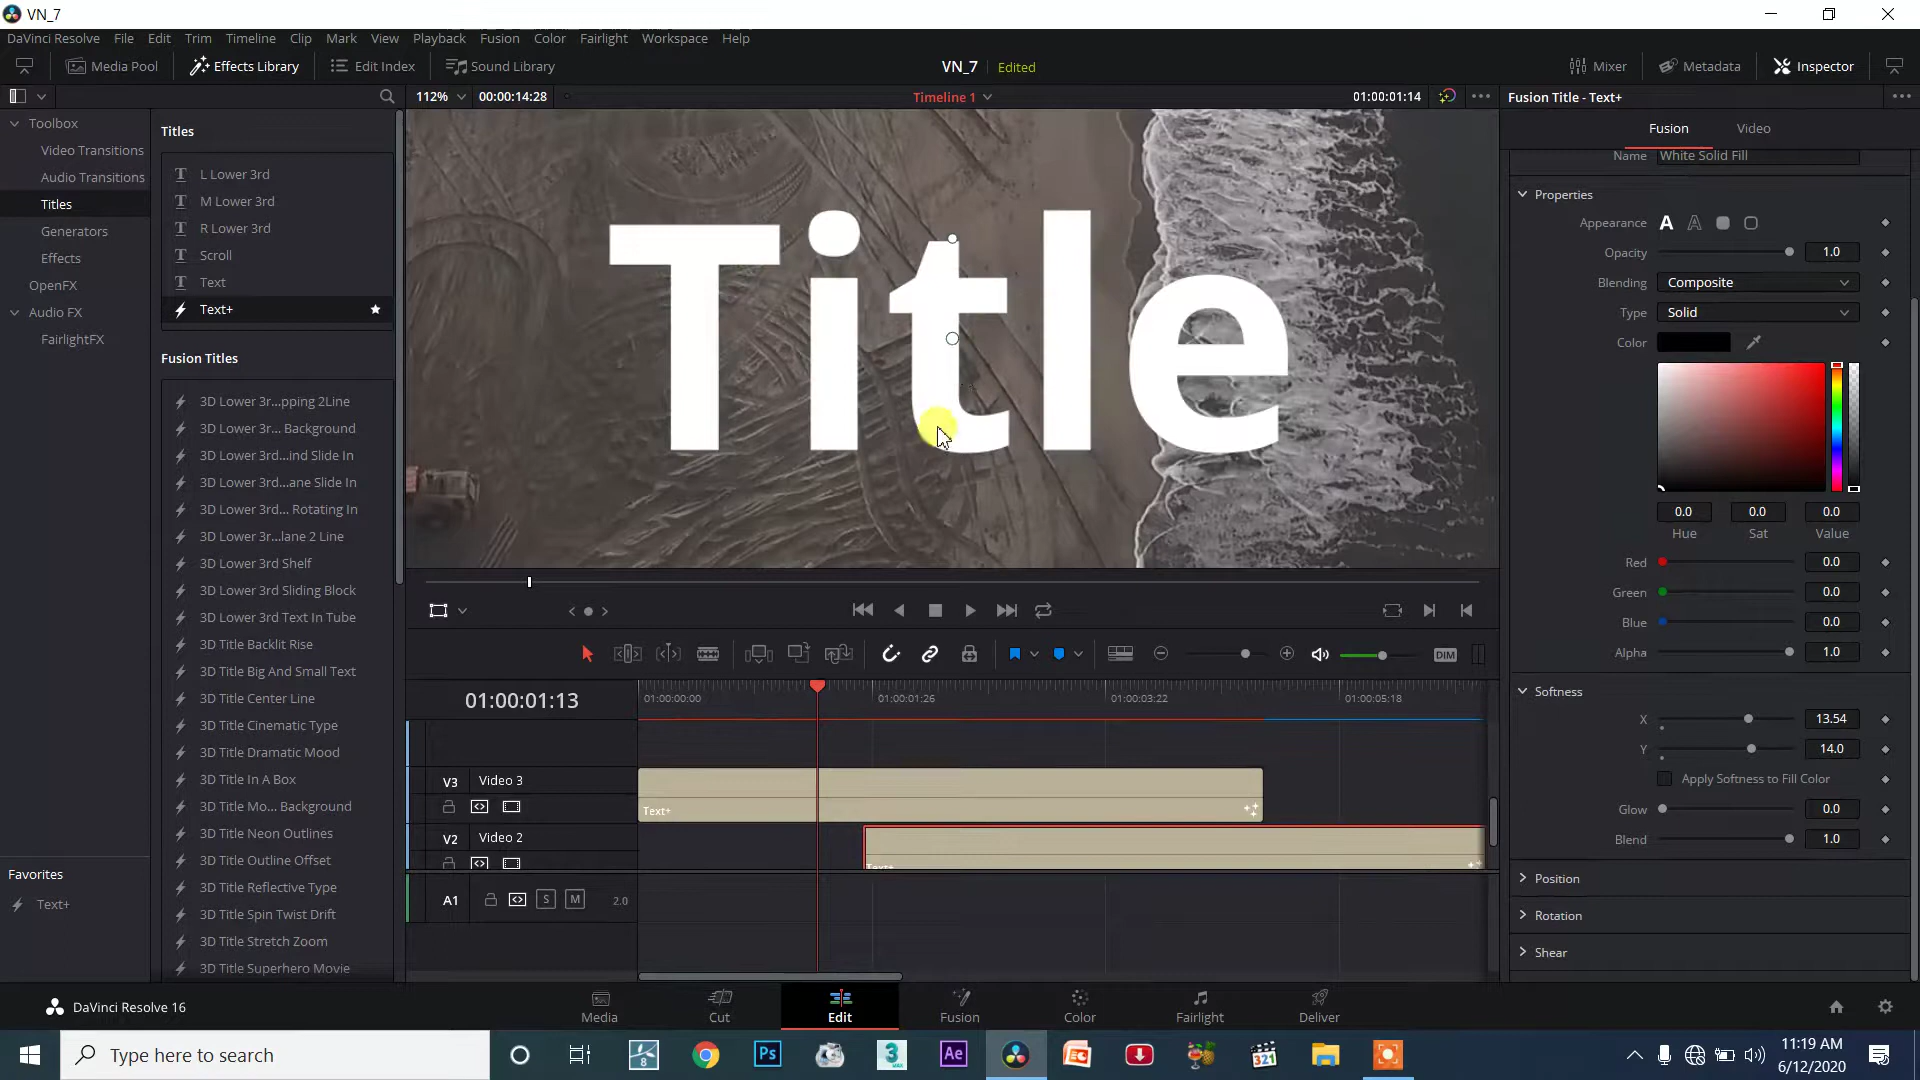 VN_7
DaVinci Resolve File Edit Trim Timeline Clip Mark View Playback Fusion Color Fairlight Workspace Help
Media Pool Effects Library Edit Index Sound Library VN_7 Edited Mixer Metadata Inspector
112% 00:00:14:28 Timeline 1 01:00:01:14 Fusion Title - Text+
Toolbox
Video Transitions
Audio Transitions
Titles
Generators
Effects
OpenFX
Audio FX
FairlightFX
Favorites
Text+
Titles
L Lower 3rd
M Lower 3rd
R Lower 3rd
Scroll
Text
Text+
Fusion Titles
3D Lower 3r...pping 2Line
3D Lower 3r... Background
3D Lower 3rd...ind Slide In
3D Lower 3rd...ane Slide In
3D Lower 3rd... Rotating In
3D Lower 3r...lane 2 Line
3D Lower 3rd Shelf
3D Lower 3rd Sliding Block
3D Lower 3rd Text In Tube
3D Title Backlit Rise
3D Title Big And Small Text
3D Title Center Line
3D Title Cinematic Type
3D Title Dramatic Mood
3D Title In A Box
3D Title Mo... Background
3D Title Neon Outlines
3D Title Outline Offset
3D Title Reflective Type
3D Title Spin Twist Drift
3D Title Stretch Zoom
3D Title Superhero Movie
Title
DIM
01:00:01:13 01:00:00:00 01:00:01:26 01:00:03:22 01:00:05:18
V3 Video 3
Text+
V2 Video 2
Text+
A1 S M 2.0
Fusion Video
Name White Solid Fill
Properties
Appearance A A
Opacity 1.0
Blending Composite
Type Solid
Color
0.0 0.0 0.0
Hue Sat Value
Red 0.0
Green 0.0
Blue 0.0
Alpha 1.0
Softness
X 13.54
Y 14.0
Apply Softness to Fill Color
Glow 0.0
Blend 1.0
Position
Rotation
Shear
DaVinci Resolve 16 Media Cut Edit Fusion Color Fairlight Deliver
Type here to search Ps Ae 11:19 AM
6/12/2020